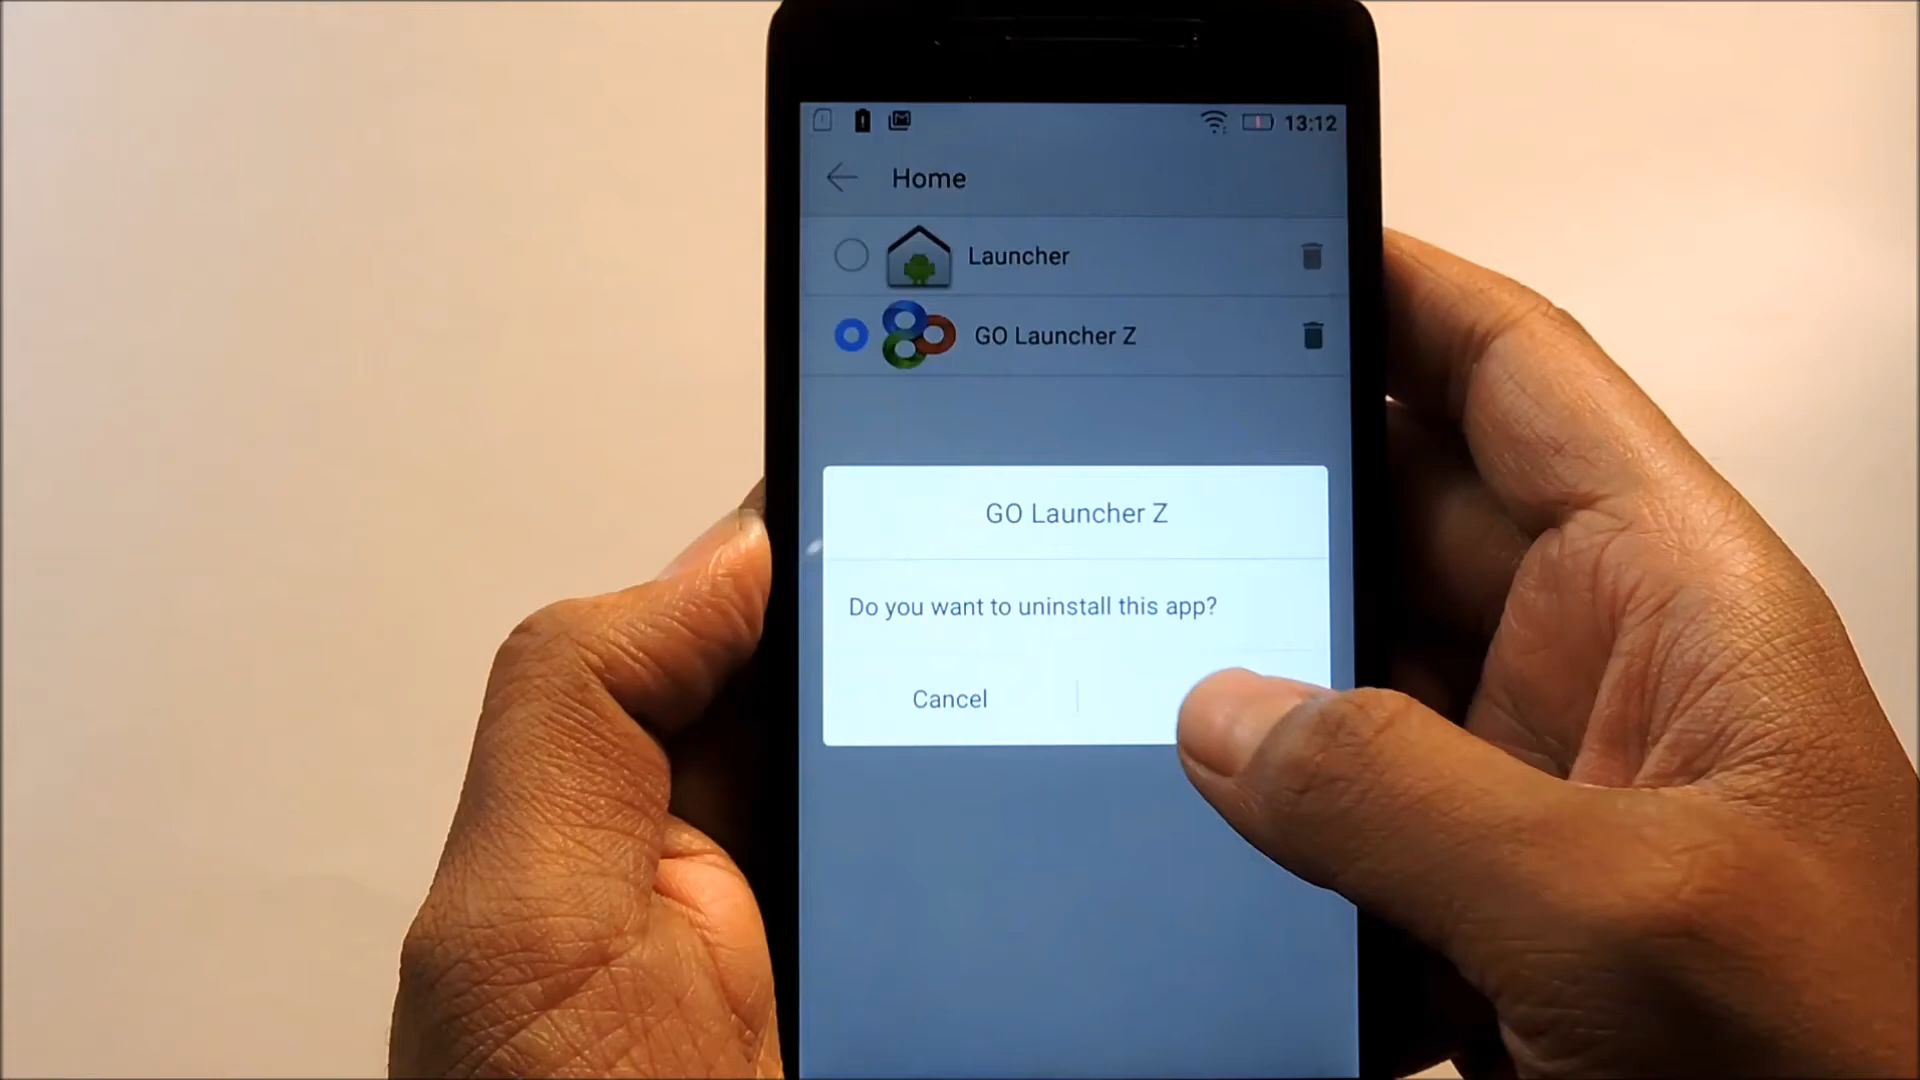 13:12
Home
Launcher
GO Launcher Z
GO Launcher Z
Do you want to uninstall this app?
Cancel